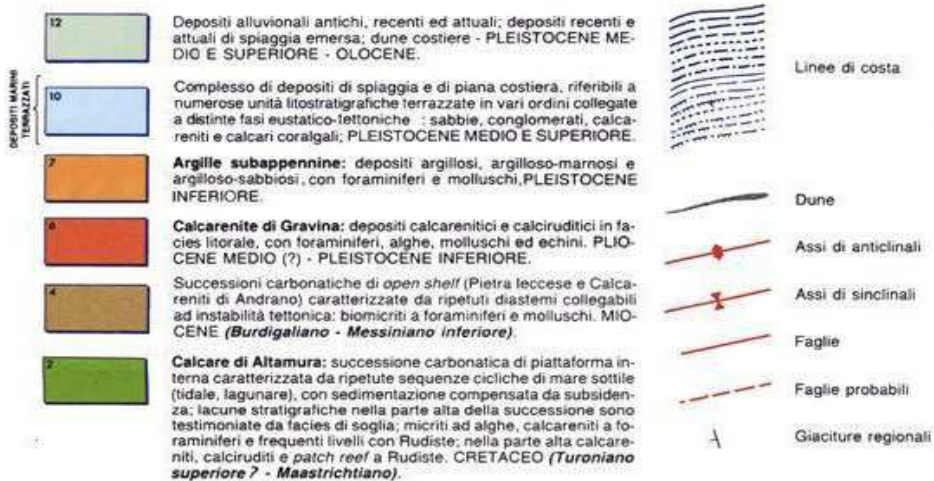 12
Depositi alluvionali antichi, recenti ed attuali; depositi recenti e
attuali di spiaggia emersa; dune costiere - PLEISTOCENE ME-
DIO E SUPERIORE - OLOCENE.
DEPOSITI MARINI
TERRAZZATI
10
Complesso di depositi di spiaggia e di piana costiera, riferibili a
numerose unità litostratigrafiche terrazzate in vari ordini collegate
a distinte fasi eustatico-tettoniche : sabbie, conglomerati, calca-
reniti e calcari coralgali; PLEISTOCENE MEDIO E SUPERIORE.
7
Argille subappennine: depositi argillosi, argilloso-marnosi e
argilloso-sabbiosi, con foraminiferi e molluschi, PLEISTOCENE
INFERIORE.
6
Calcarenite di Gravina: depositi calcarenitici e calciruditici in fa-
cies litorale, con foraminiferi, alghe, molluschi ed echini. PLIO-
CENE MEDIO (?) - PLEISTOCENE INFERIORE.
4
Successioni carbonatiche di open shelf (Pietra leccese e Calca-
reniti di Andrano) caratterizzate da ripetuti diastemi collegabili
ad instabilità tettonica: biomicriti a foraminiferi e molluschi. MIO-
CENE (Burdigaliano - Messiniano inferiore).
2
Calcare di Altamura: successione carbonatica di piattaforma in-
terna caratterizzata da ripetute sequenze cicliche di mare sottile
(tidale, lagunare), con sedimentazione compensata da subsiden-
za; lacune stratigrafiche nella parte alta della successione sono
testimoniate da facies di soglia; micriti ad alghe, calcareniti a fo-
raminiferi e frequenti livelli con Rudiste; nella parte alta calcare-
niti, calciruditi e patch reef a Rudiste. CRETACEO (Turoniano
superiore ? - Maastrichtiano).
Linee di costa
Dune
Assi di anticlinali
Assi di sinclinali
Faglie
Faglie probabili
Giaciture regionali